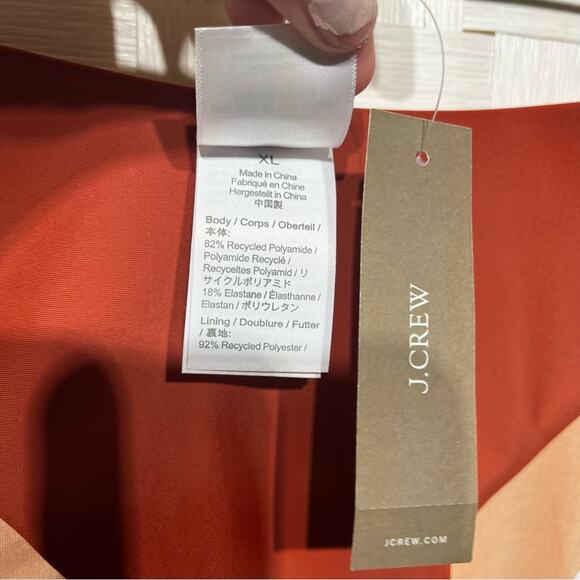 XL
Made in China
Fabriqué en Chine
Hergestellt in China
中国製
Body / Corps / Oberteil /
本体:
82% Recycled Polyamide /
Polyamide Recyclé /
Recyceltes Polyamid / リ
サイクルポリアミド
18% Elastane / Élasthanne /
Elastan / ポリウレタン
Lining / Doublure / Futter
/ 裏地:
92% Recycled Polyester /
J.CREW
JCREW.COM